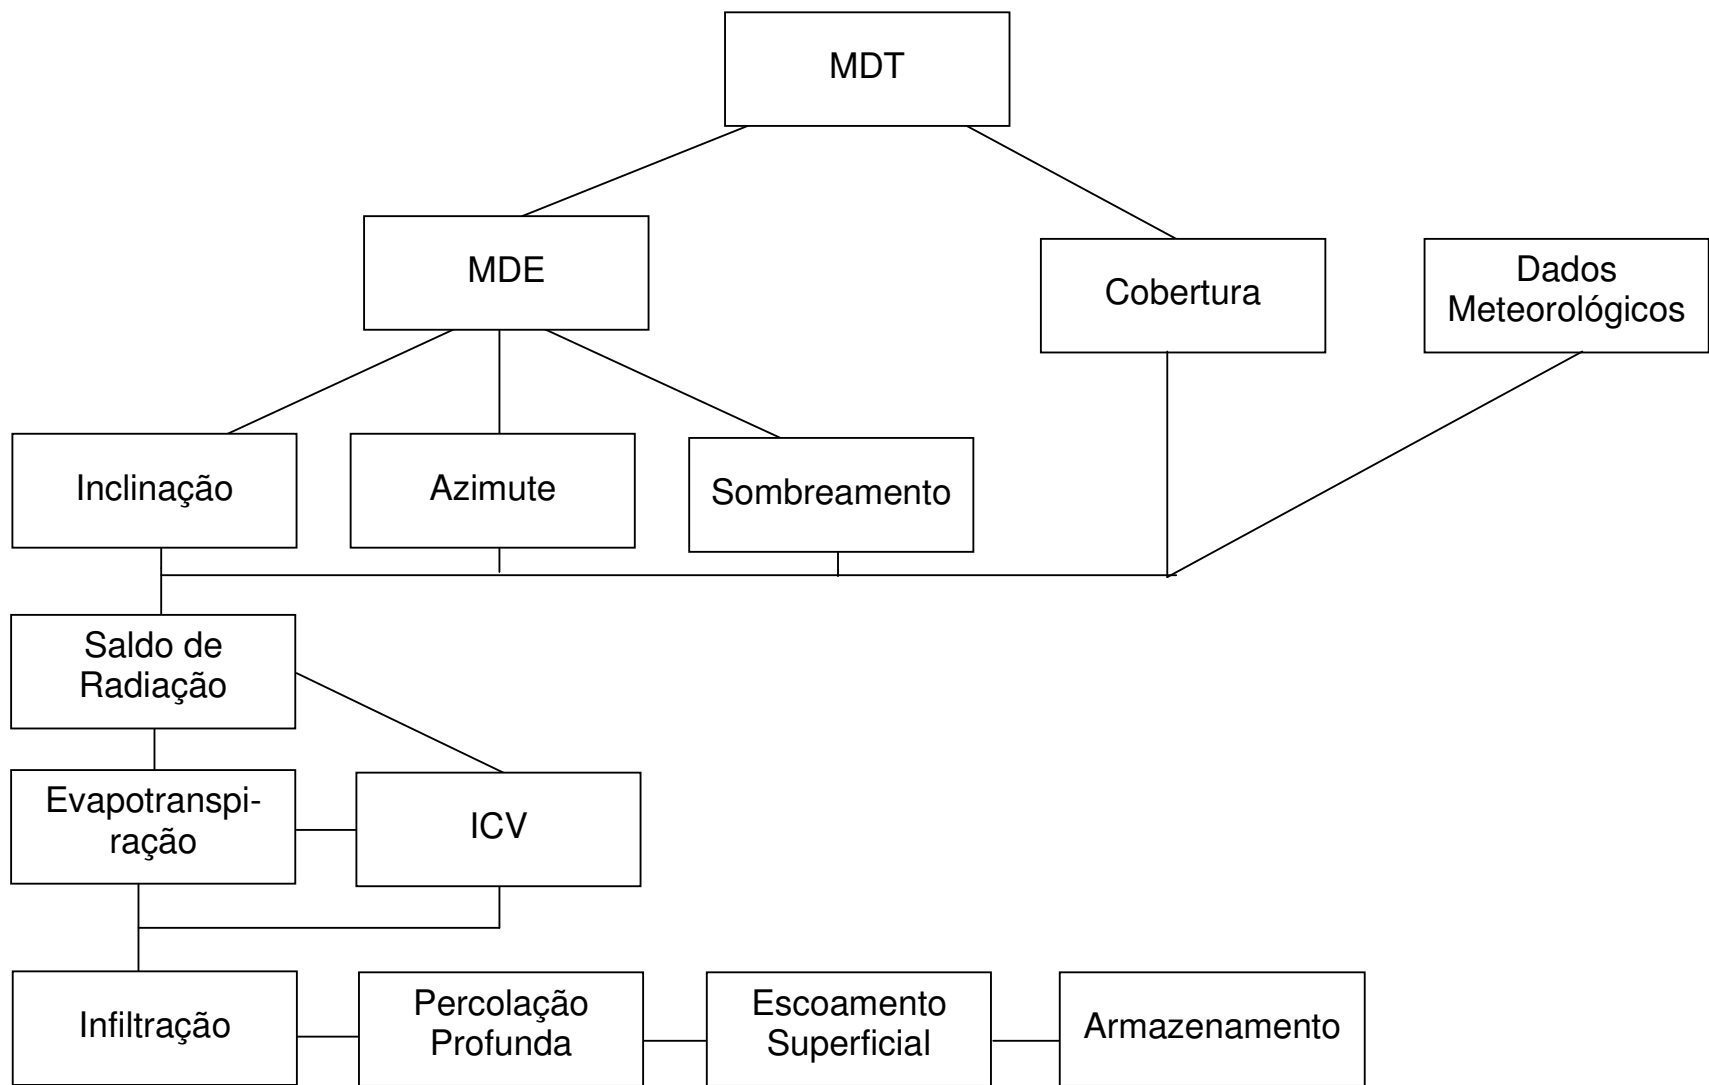 MDT
MDE
Cobertura
Dados
Meteorológicos
Inclinação
Azimute
Sombreamento
Saldo de
Radiação
Evapotranspi-
ração
ICV
Infiltração
Percolação
Profunda
Escoamento
Superficial
Armazenamento